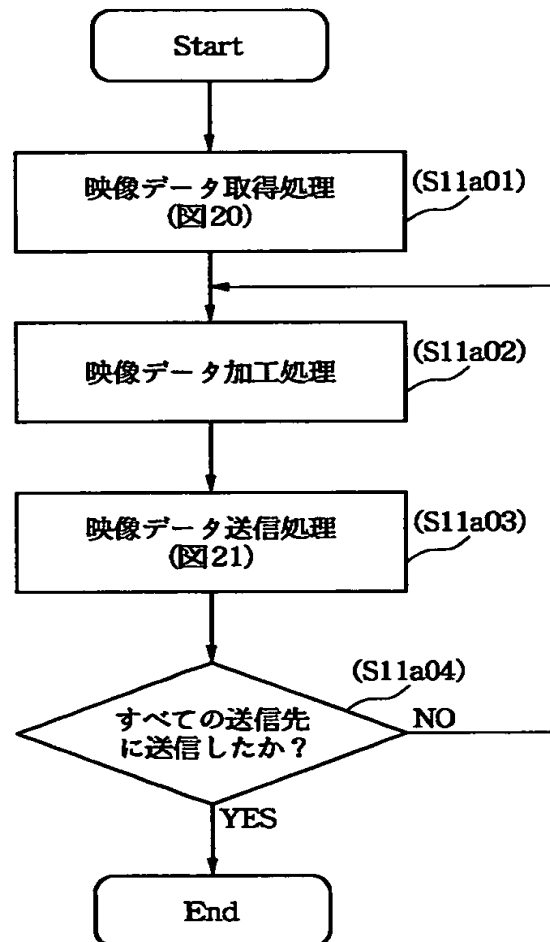 Start
映像データ取得処理
(図20)
(S11a01)
映像データ加工処理
(S11a02)
映像データ送信処理
(図21)
(S11a03)
(S11a04)
すべての送信先
に送信したか？
NO
YES
End